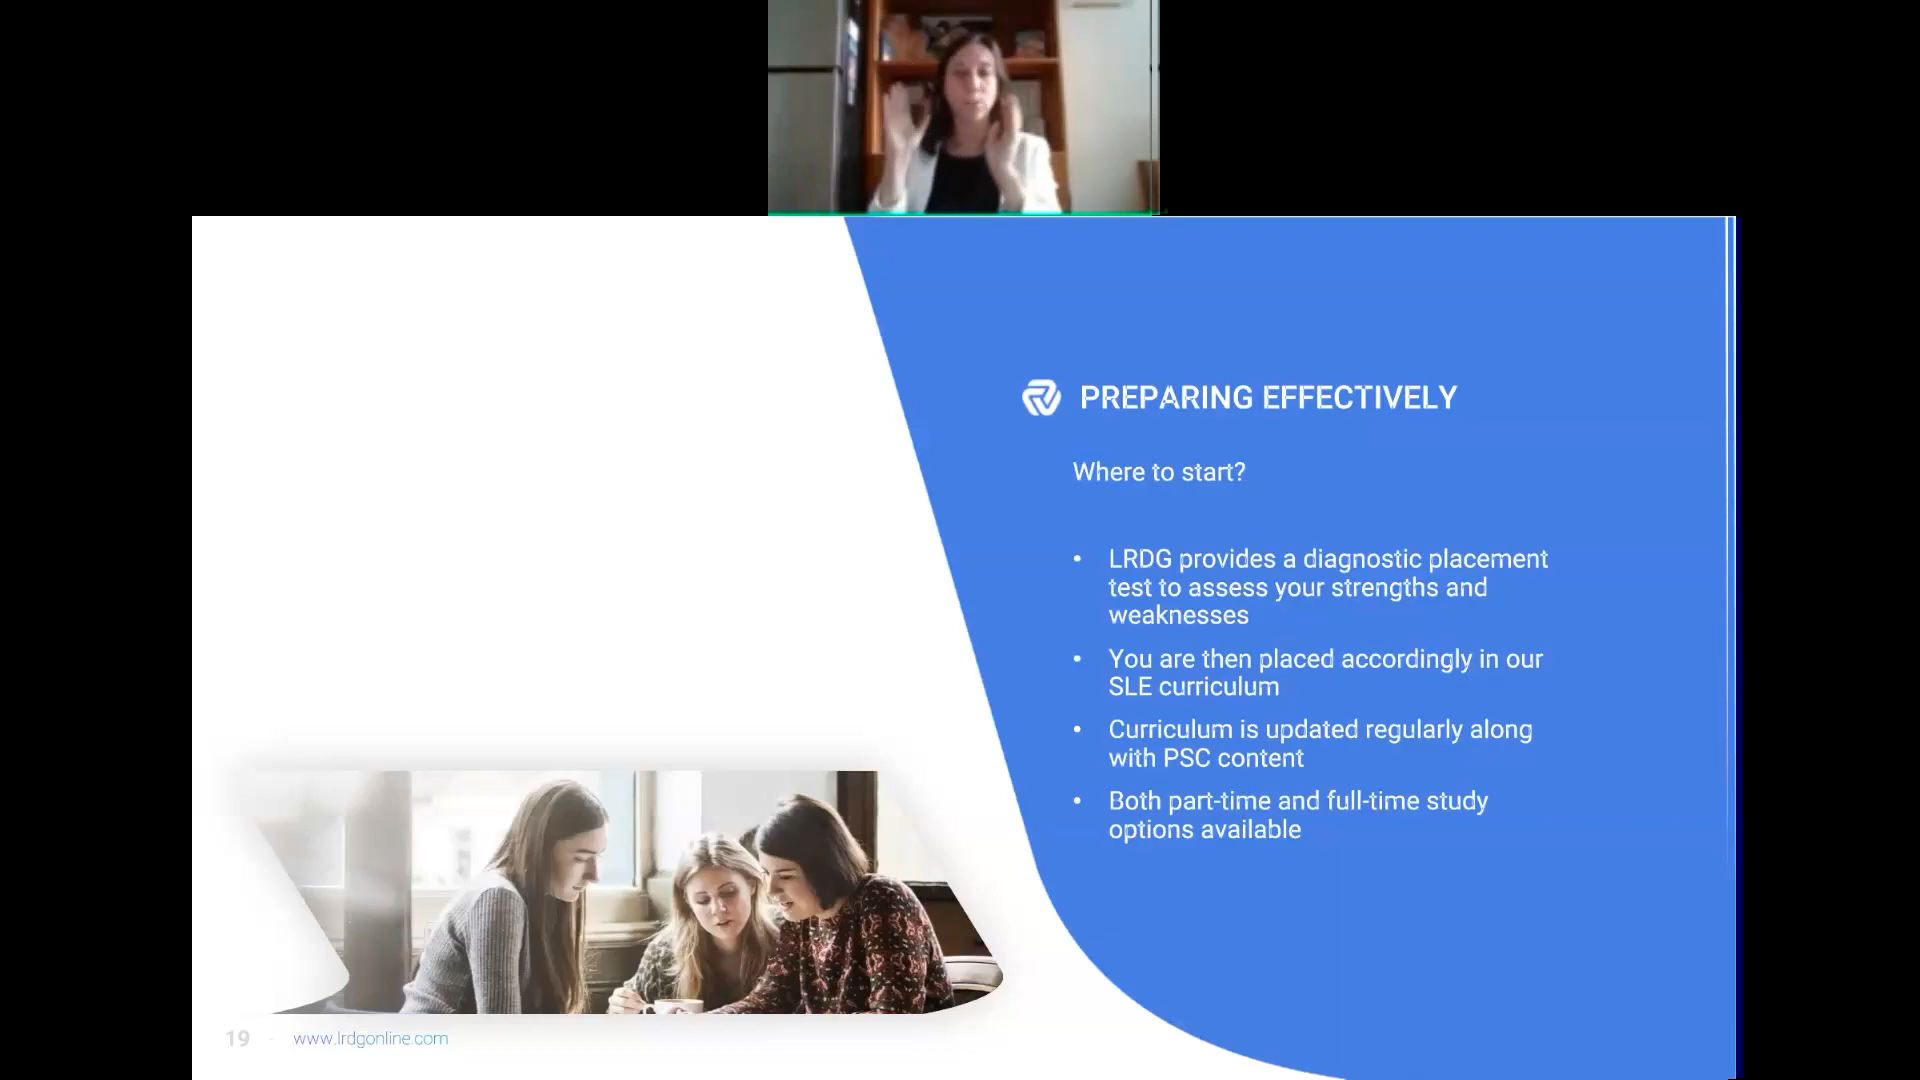 PREPARING EFFECTIVELY
Where to start?
• LRDG provides a diagnostic placement
test to assess your strengths and
weaknesses
• You are then placed accordingly in our
SLE curriculum
• Curriculum is updated regularly along
with PSC content
• Both part-time and full-time study
options available
19 - www.lrdgonline.com